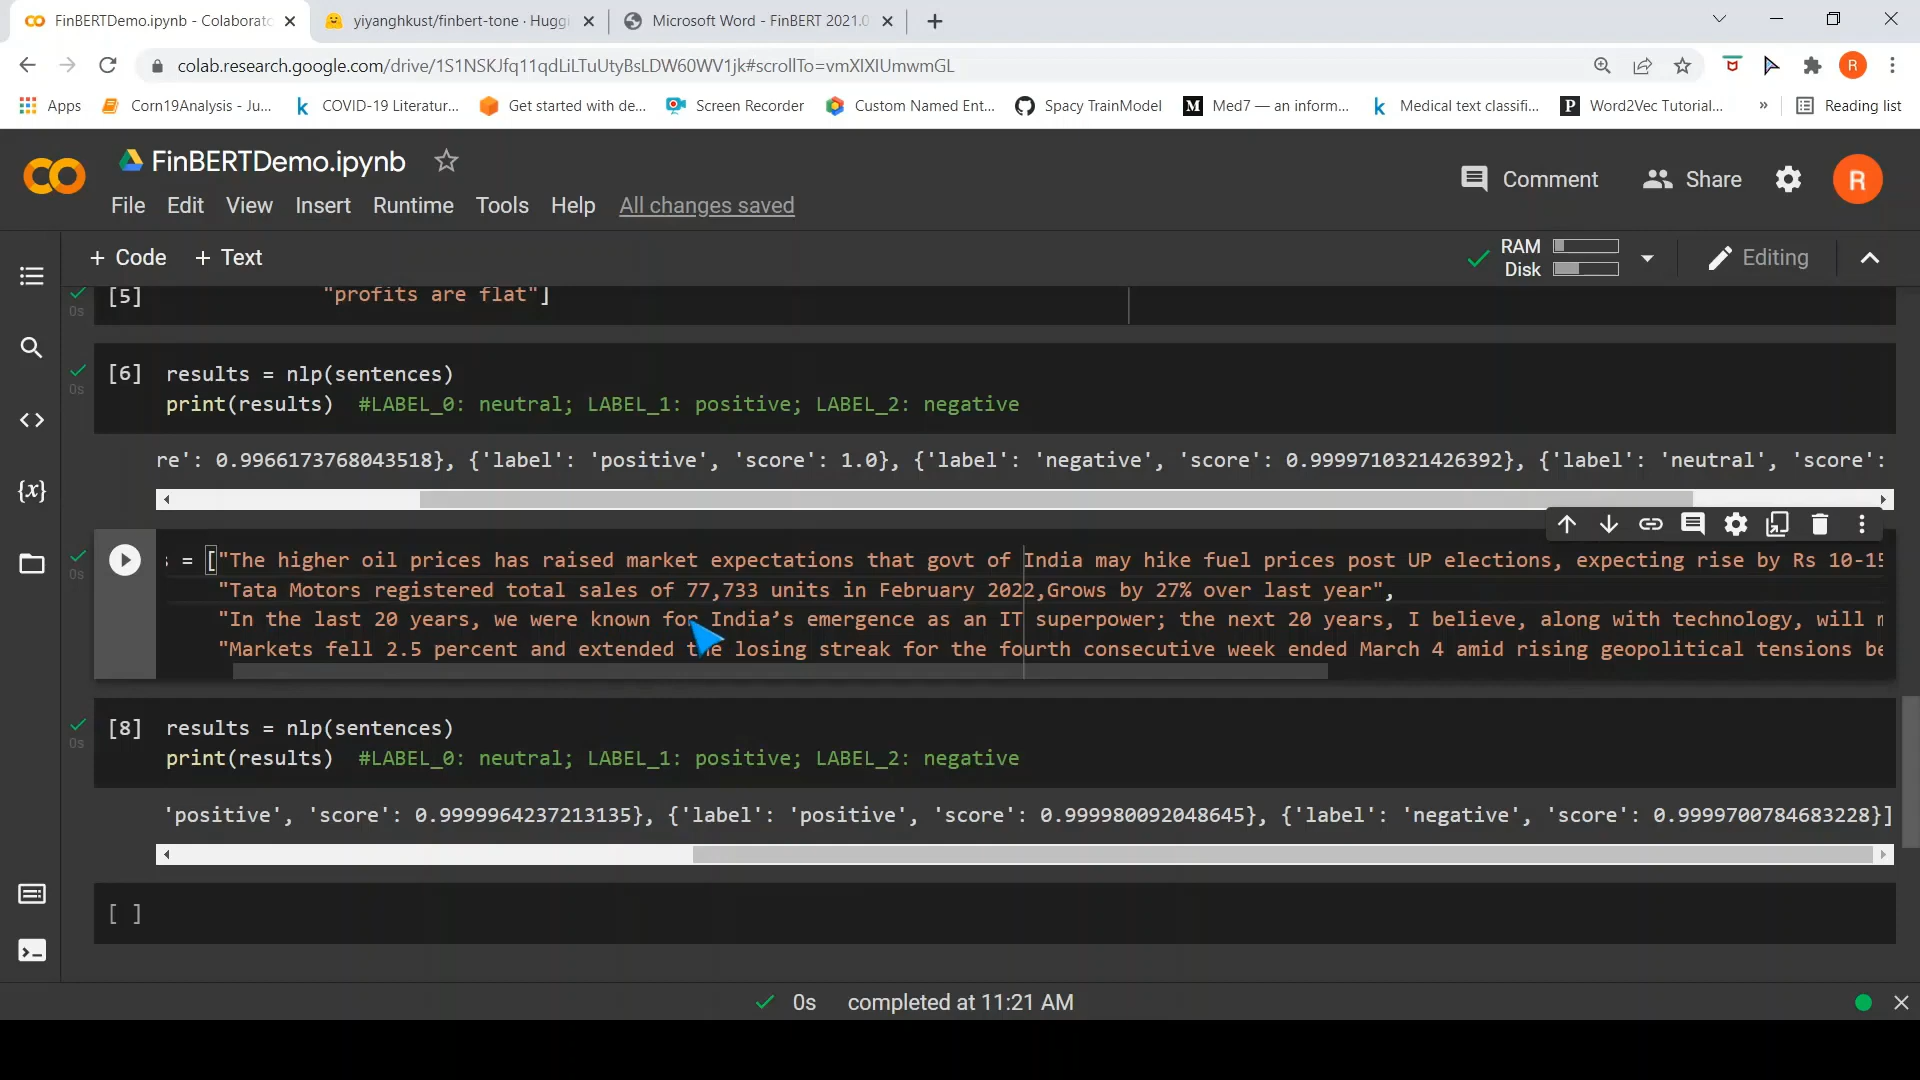 FinBERTDemo.ipynb - Colaborato
yiyanghkust/finbert-tone · Huggi
Microsoft Word - FinBERT 2021.0
colab.research.google.com/drive/1S1NSKJfq11qdLiLTuUtyBsLDW60WV1jk#scrollTo=vmXIXIUmwmGL
R
Apps
Corn19Analysis - Ju...
COVID-19 Literatur...
Get started with de...
Screen Recorder
Custom Named Ent...
Spacy TrainModel
Med7 — an inform...
Medical text classifi...
Word2Vec Tutorial...
»
Reading list
FinBERTDemo.ipynb
Comment
Share
R
File Edit View Insert Runtime Tools Help All changes saved
+ Code + Text
RAM
Disk
Editing
[5] "profits are flat"]
0s
[6] results = nlp(sentences)
0s
print(results) #LABEL_0: neutral; LABEL_1: positive; LABEL_2: negative
re': 0.9966173768043518}, {'label': 'positive', 'score': 1.0}, {'label': 'negative', 'score': 0.9999710321426392}, {'label': 'neutral', 'score':
= ["The higher oil prices has raised market expectations that govt of India may hike fuel prices post UP elections, expecting rise by Rs 10-15
0s
"Tata Motors registered total sales of 77,733 units in February 2022,Grows by 27% over last year",
"In the last 20 years, we were known for India’s emergence as an IT superpower; the next 20 years, I believe, along with technology, will
"Markets fell 2.5 percent and extended the losing streak for the fourth consecutive week ended March 4 amid rising geopolitical tensions be
[8] results = nlp(sentences)
0s
print(results) #LABEL_0: neutral; LABEL_1: positive; LABEL_2: negative
'positive', 'score': 0.9999964237213135}, {'label': 'positive', 'score': 0.999980092048645}, {'label': 'negative', 'score': 0.9999700784683228}]
[ ]
0s completed at 11:21 AM